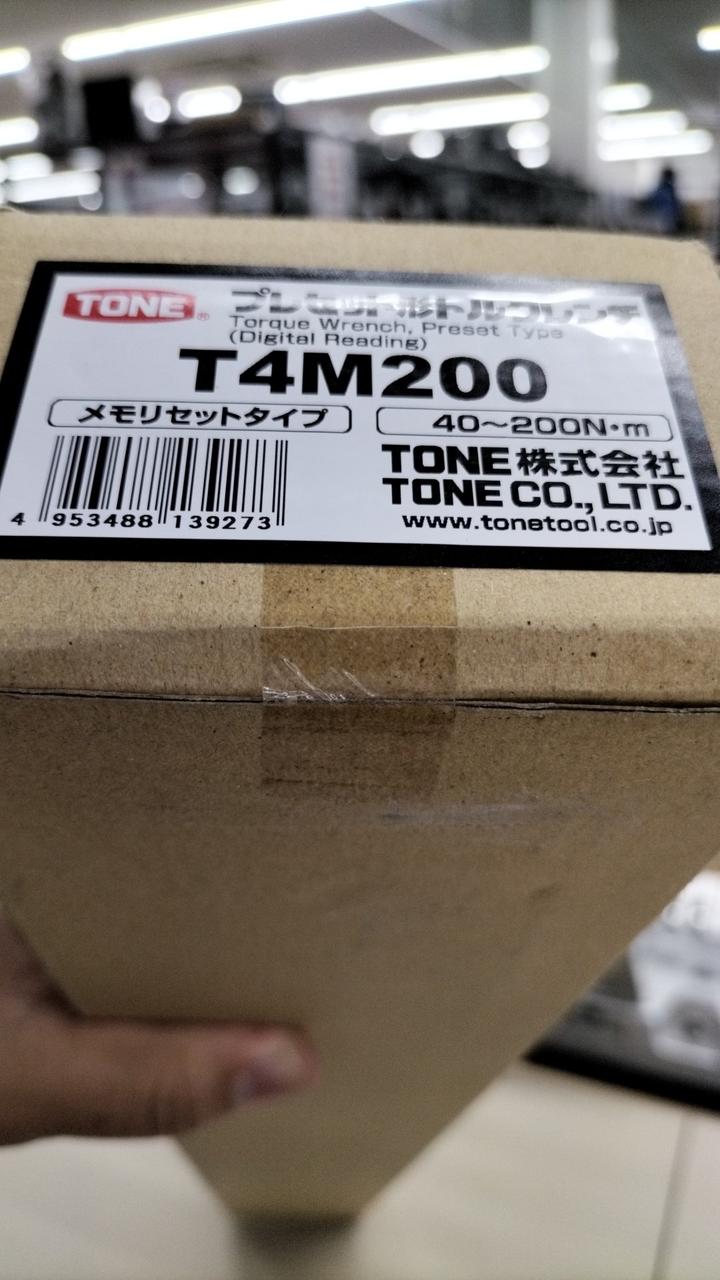 TONE®
プレセット形トルクレンチ
Torque Wrench, Preset Type
(Digital Reading)
T4M200
メモリセットタイプ
40～200N・m
4 953488 139273
TONE株式会社
TONE CO., LTD.
www.tonetool.co.jp